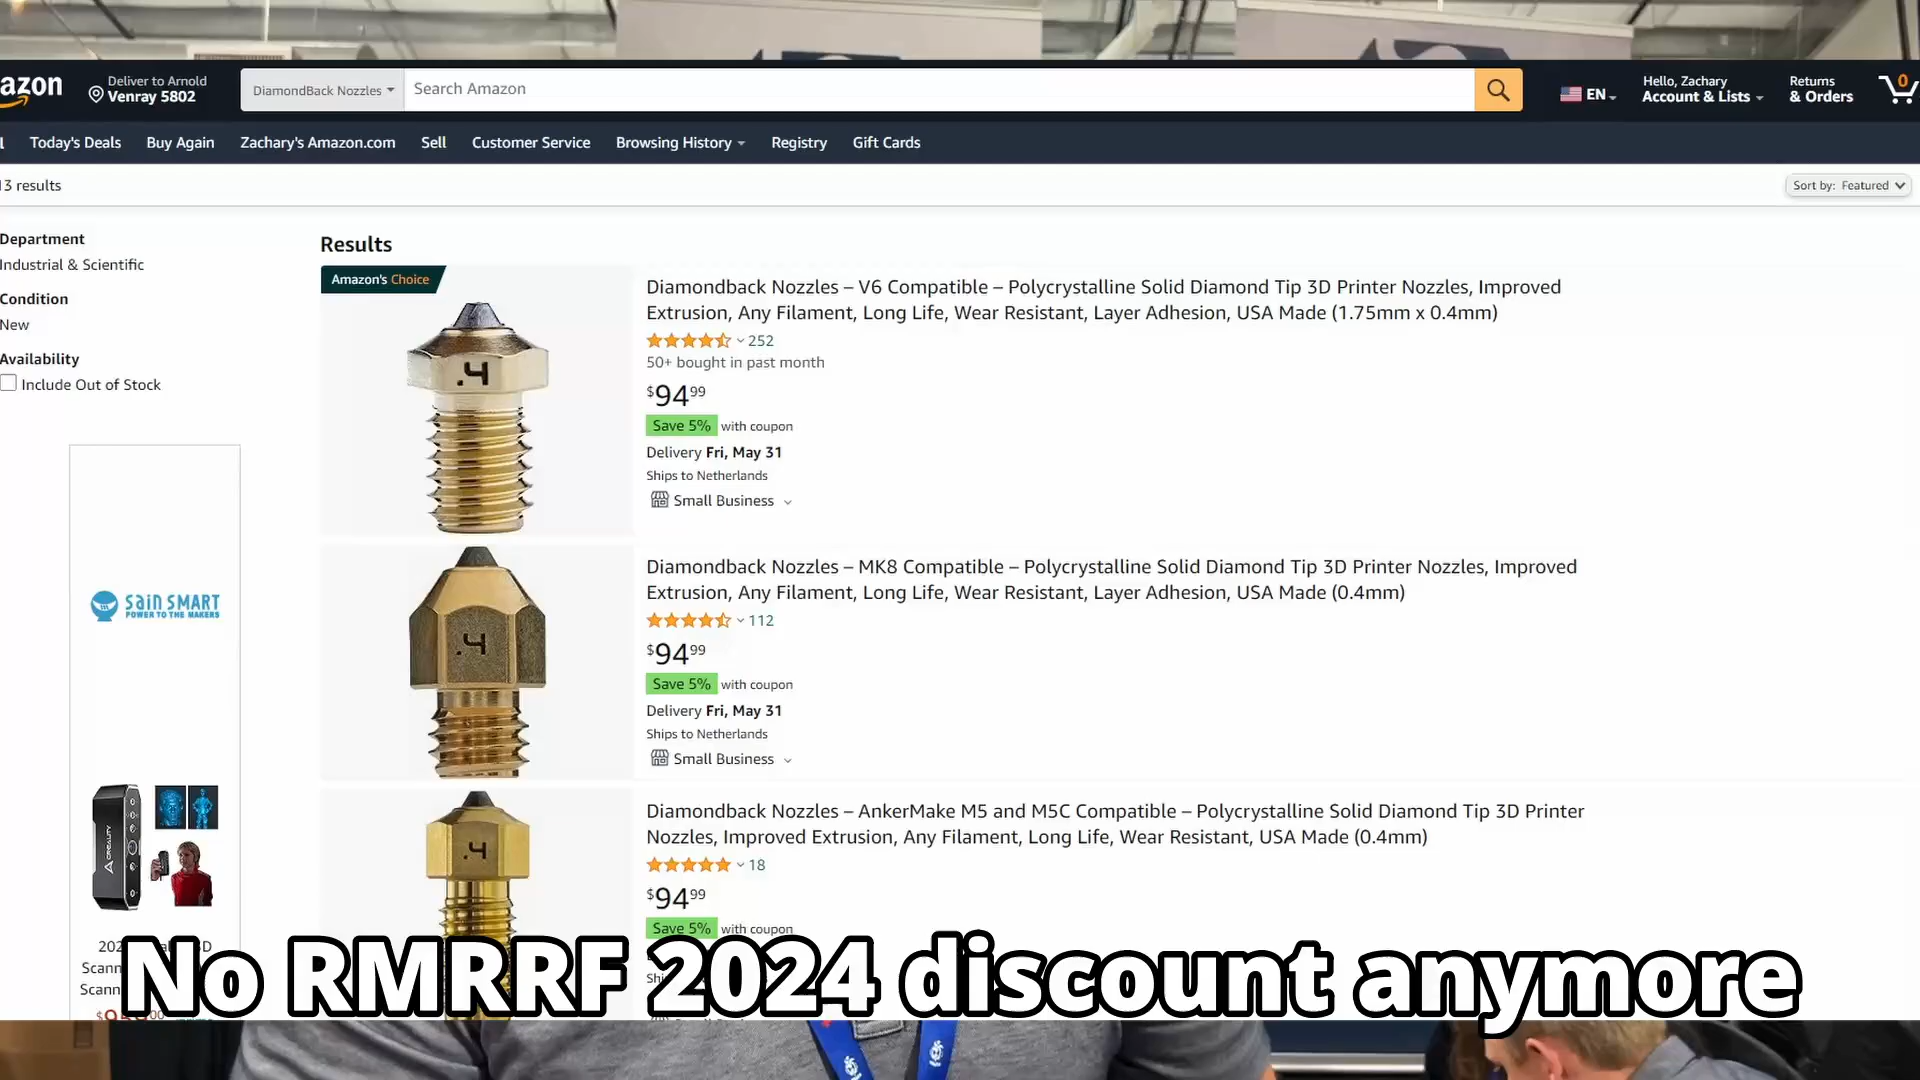 azon
Deliver to Arnold
Venray 5802
DiamondBack Nozzles
Search Amazon
EN
Hello, Zachary
Account & Lists
Returns
& Orders
0
Today's Deals
Buy Again
Zachary's Amazon.com
Sell
Customer Service
Browsing History
Registry
Gift Cards
13 results
Sort by: Featured
Department
Industrial & Scientific
Condition
New
Availability
Include Out of Stock
Results
Amazon's Choice
.4
Diamondback Nozzles – V6 Compatible – Polycrystalline Solid Diamond Tip 3D Printer Nozzles, Improved
Extrusion, Any Filament, Long Life, Wear Resistant, Layer Adhesion, USA Made (1.75mm x 0.4mm)
252
50+ bought in past month
$94.99
Save 5% with coupon
Delivery Fri, May 31
Ships to Netherlands
Small Business
.4
Diamondback Nozzles – MK8 Compatible – Polycrystalline Solid Diamond Tip 3D Printer Nozzles, Improved
Extrusion, Any Filament, Long Life, Wear Resistant, Layer Adhesion, USA Made (0.4mm)
112
$94.99
Save 5% with coupon
Delivery Fri, May 31
Ships to Netherlands
Small Business
.4
Diamondback Nozzles – AnkerMake M5 and M5C Compatible – Polycrystalline Solid Diamond Tip 3D Printer
Nozzles, Improved Extrusion, Any Filament, Long Life, Wear Resistant, USA Made (0.4mm)
18
$94.99
Save 5% with coupon
SainSMART
POWER TO THE MAKERS
CREALITY
No RMRRF 2024 discount anymore